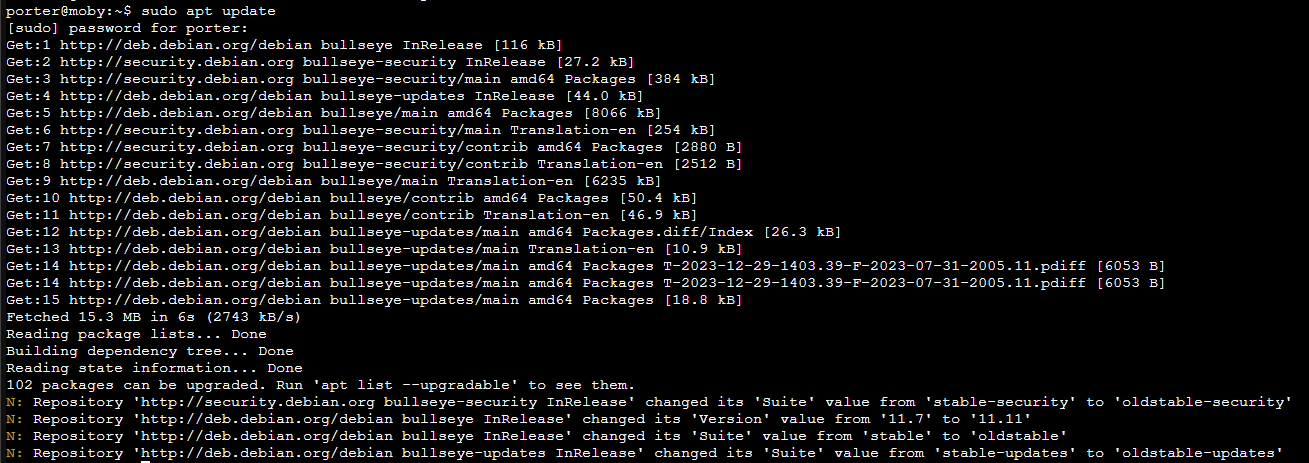 porter@moby:~$ sudo apt update
[sudo] password for porter:
Get:1 http://deb.debian.org/debian bullseye InRelease [116 kB]
Get:2 http://security.debian.org bullseye-security InRelease [27.2 kB]
Get:3 http://security.debian.org bullseye-security/main amd64 Packages [384 kB]
Get:4 http://deb.debian.org/debian bullseye-updates InRelease [44.0 kB]
Get:5 http://deb.debian.org/debian bullseye/main amd64 Packages [8066 kB]
Get:6 http://security.debian.org bullseye-security/main Translation-en [254 kB]
Get:7 http://security.debian.org bullseye-security/contrib amd64 Packages [2880 B]
Get:8 http://security.debian.org bullseye-security/contrib Translation-en [2512 B]
Get:9 http://deb.debian.org/debian bullseye/main Translation-en [6235 kB]
Get:10 http://deb.debian.org/debian bullseye/contrib amd64 Packages [50.4 kB]
Get:11 http://deb.debian.org/debian bullseye/contrib Translation-en [46.9 kB]
Get:12 http://deb.debian.org/debian bullseye-updates/main amd64 Packages.diff/Index [26.3 kB]
Get:13 http://deb.debian.org/debian bullseye-updates/main Translation-en [10.9 kB]
Get:14 http://deb.debian.org/debian bullseye-updates/main amd64 Packages T-2023-12-29-1403.39-F-2023-07-31-2005.11.pdiff [6053 B]
Get:14 http://deb.debian.org/debian bullseye-updates/main amd64 Packages T-2023-12-29-1403.39-F-2023-07-31-2005.11.pdiff [6053 B]
Get:15 http://deb.debian.org/debian bullseye-updates/main amd64 Packages [18.8 kB]
Fetched 15.3 MB in 6s (2743 kB/s)
Reading package lists... Done
Building dependency tree... Done
Reading state information... Done
102 packages can be upgraded. Run 'apt list --upgradable' to see them.
N: Repository 'http://security.debian.org bullseye-security InRelease' changed its 'Suite' value from 'stable-security' to 'oldstable-security'
N: Repository 'http://deb.debian.org/debian bullseye InRelease' changed its 'Version' value from '11.7' to '11.11'
N: Repository 'http://deb.debian.org/debian bullseye InRelease' changed its 'Suite' value from 'stable' to 'oldstable'
N: Repository 'http://deb.debian.org/debian bullseye-updates InRelease' changed its 'Suite' value from 'stable-updates' to 'oldstable-updates'